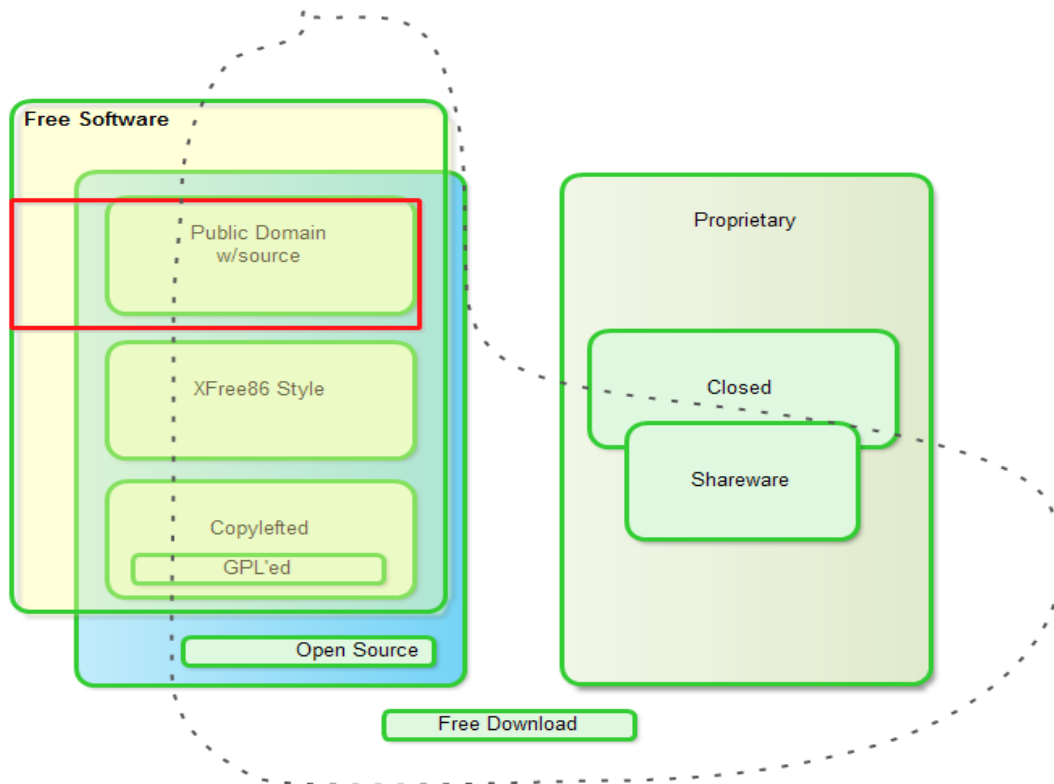 Free Software
Public Domain
w/source
XFree86 Style
Copylefted
GPL'ed
Open Source
Proprietary
Closed
Shareware
Free Download